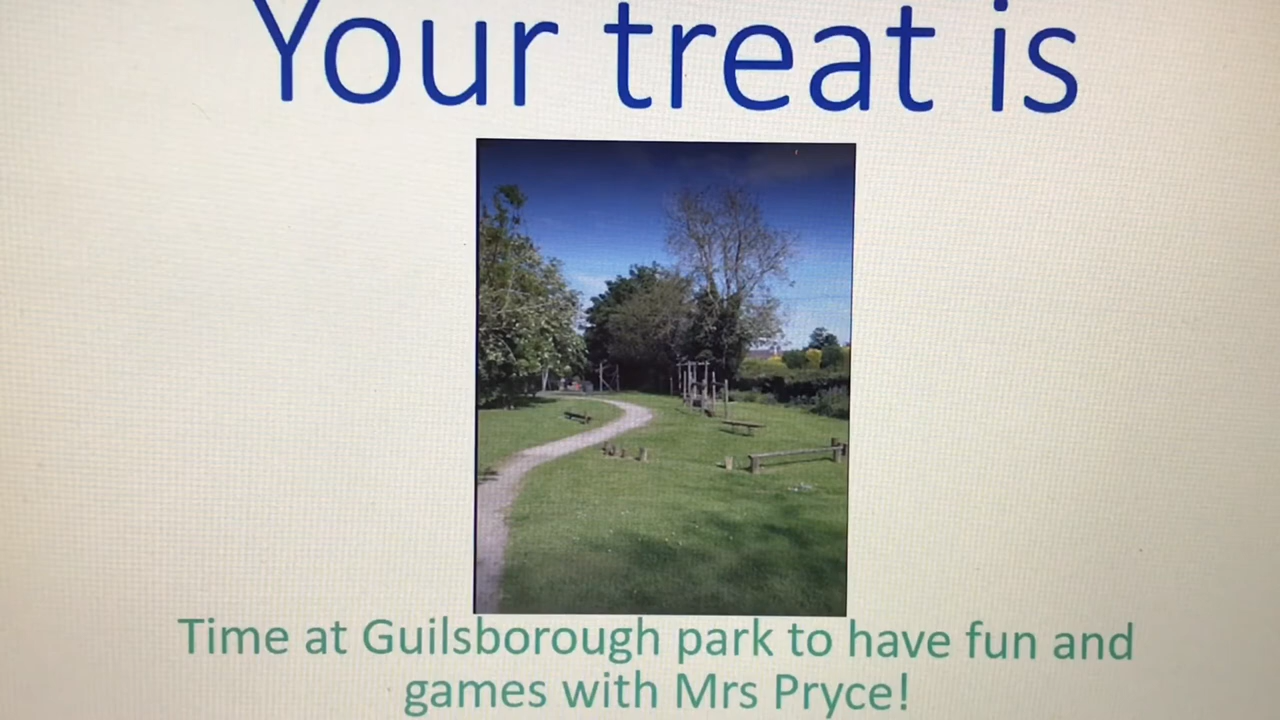 Your treat is
Time at Guilsborough park to have fun and
games with Mrs Pryce!